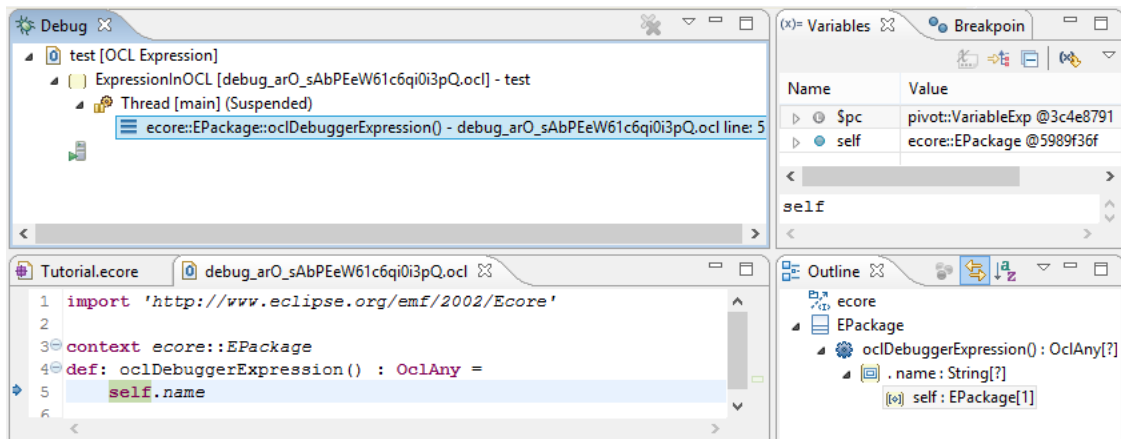 Debug
test [OCL Expression]
ExpressionInOCL [debug_arO_sAbPEeW61c6qi0i3pQ.ocl] - test
Thread [main] (Suspended)
ecore::EPackage::oclDebuggerExpression() - debug_arO_sAbPEeW61c6qi0i3pQ.ocl line: 5
(x)= Variables
Breakpoin
Name Value
$pc pivot::VariableExp @3c4e8791
self ecore::EPackage @5989f36f
self
Tutorial.ecore
debug_arO_sAbPEeW61c6qi0i3pQ.ocl
1 import 'http://www.eclipse.org/emf/2002/Ecore'
2
3 context ecore::EPackage
4 def: oclDebuggerExpression() : OclAny =
5 self.name
6
Outline
ecore
EPackage
oclDebuggerExpression() : OclAny[?]
. name : String[?]
self : EPackage[1]